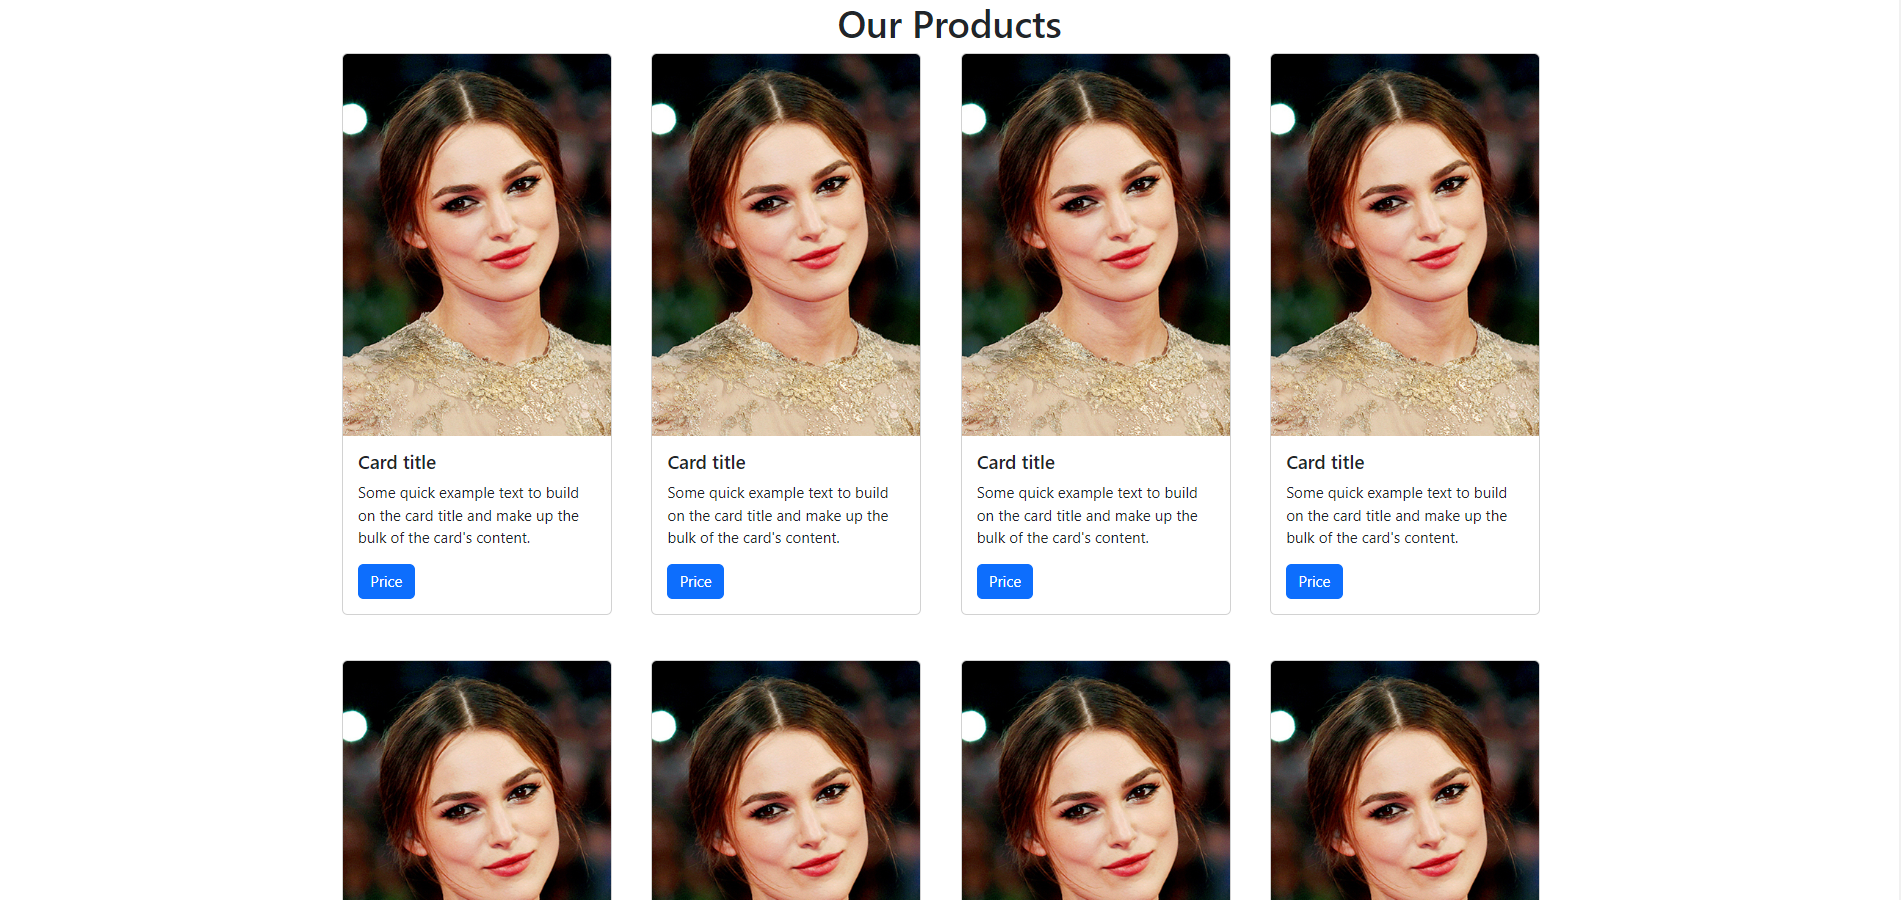 Our Products
Card title
Some quick example text to build
on the card title and make up the
bulk of the card's content.
Price
Card title
Some quick example text to build
on the card title and make up the
bulk of the card's content.
Price
Card title
Some quick example text to build
on the card title and make up the
bulk of the card's content.
Price
Card title
Some quick example text to build
on the card title and make up the
bulk of the card's content.
Price